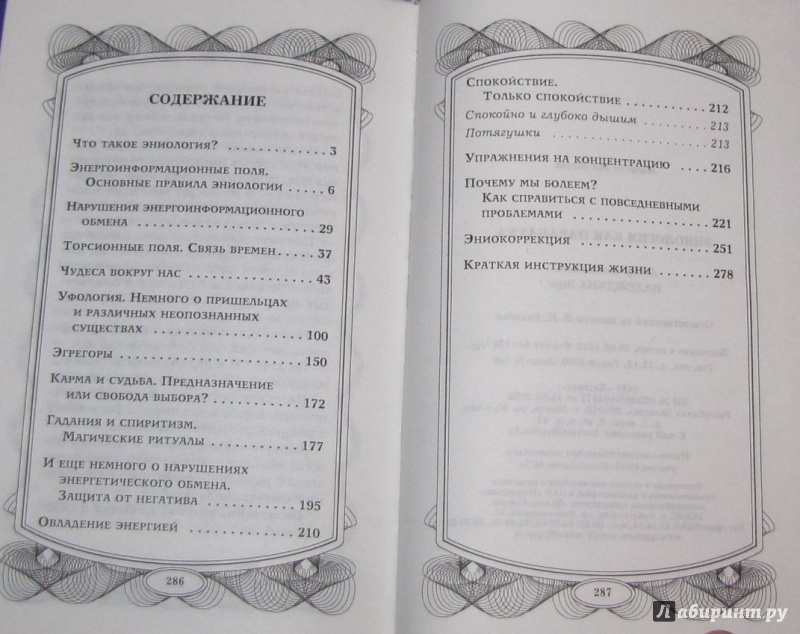 СОДЕРЖАНИЕ
Что такое эниология? ............ 3
Энергоинформационные поля.
Основные правила эниологии ..... 6
Нарушения энергоинформационного
обмена .......................... 29
Торсионные поля. Связь времен .... 37
Чудеса вокруг нас ................ 43
Уфология. Немного о пришельцах
и различных неопознанных
существах ....................... 100
Эгрегоры ......................... 150
Карма и судьба. Предназначение
или свобода выбора? ............. 172
Гадания и спиритизм.
Магические ритуалы .............. 177
И еще немного о нарушениях
энергетического обмена.
Защита от негатива .............. 195
Овладение энергией ............... 210
286
Спокойствие.
Только спокойствие .............. 212
Спокойно и глубоко дышим ......... 213
Потягушки ........................ 213
Упражнения на концентрацию ....... 216
Почему мы болеем?
Как справиться с повседневными
проблемами ...................... 221
Эниокоррекция .................... 251
Краткая инструкция жизни ......... 278
287
лабиринт.ру